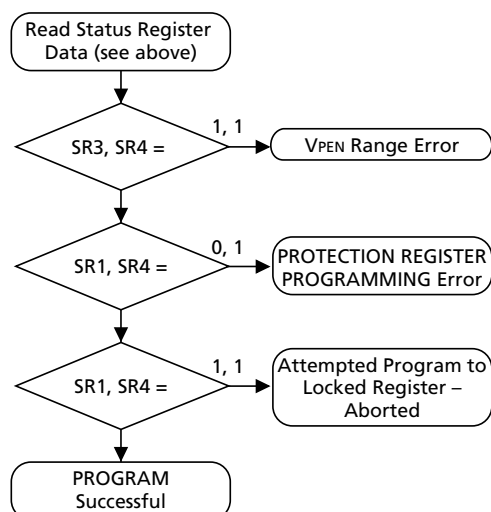 Read Status Register
Data (see above)
1, 1
SR3, SR4 =
VPEN Range Error
0, 1
SR1, SR4 =
PROTECTION REGISTER
PROGRAMMING Error
1, 1
SR1, SR4 =
Attempted Program to
Locked Register –
Aborted
PROGRAM
Successful